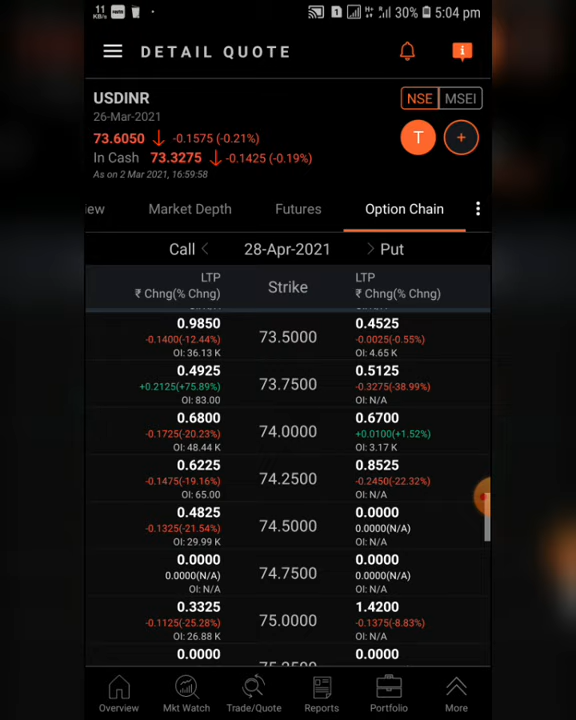 11
KB/s
30% 5:04 pm
DETAIL QUOTE
USDINR
NSE MSEI
26-Mar-2021
73.6050 -0.1575 (-0.21%)
T +
In Cash 73.3275 -0.1425 (-0.19%)
As on 2 Mar 2021, 16:59:58
iew Market Depth Futures Option Chain
Call < 28-Apr-2021 > Put
LTP Strike LTP
₹ Chng(% Chng) ₹ Chng(% Chng)
0.9850 73.5000 0.4525
-0.1400(-12.44%) -0.0025(-0.55%)
OI: 36.13 K OI: 4.65 K
0.4925 73.7500 0.5125
+0.2125(+75.89%) -0.3275(-38.99%)
OI: 83.00 OI: N/A
0.6800 74.0000 0.6700
-0.1725(-20.23%) +0.0100(+1.52%)
OI: 48.44 K OI: 3.17 K
0.6225 74.2500 0.8525
-0.1475(-19.16%) -0.2450(-22.32%)
OI: 65.00 OI: N/A
0.4825 74.5000 0.0000
-0.1325(-21.54%) 0.0000(N/A)
OI: 29.99 K OI: N/A
0.0000 74.7500 0.0000
0.0000(N/A) 0.0000(N/A)
OI: N/A OI: N/A
0.3325 75.0000 1.4200
-0.1125(-25.28%) -0.1375(-8.83%)
OI: 26.88 K OI: N/A
0.0000 75.2500 0.0000
Overview Mkt Watch Trade/Quote Reports Portfolio More